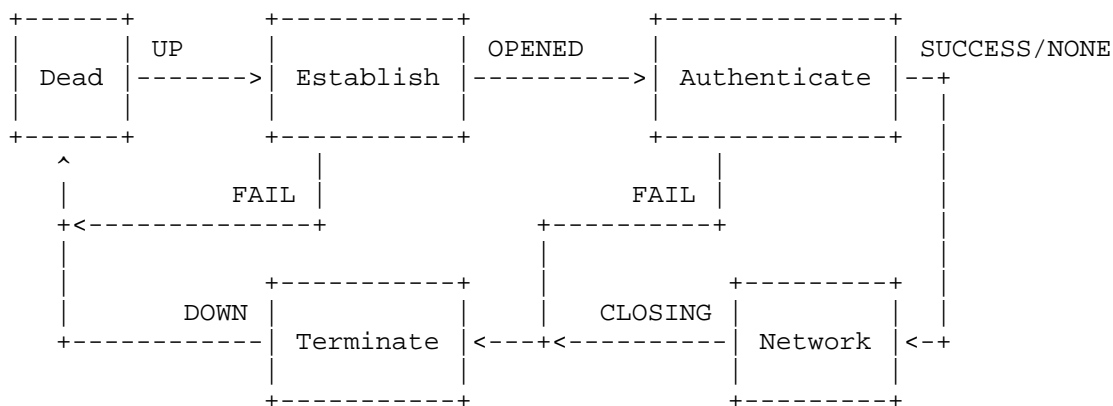 UP OPENED SUCCESS/NONE
Dead Establish Authenticate
FAIL FAIL
DOWN CLOSING
Terminate Network